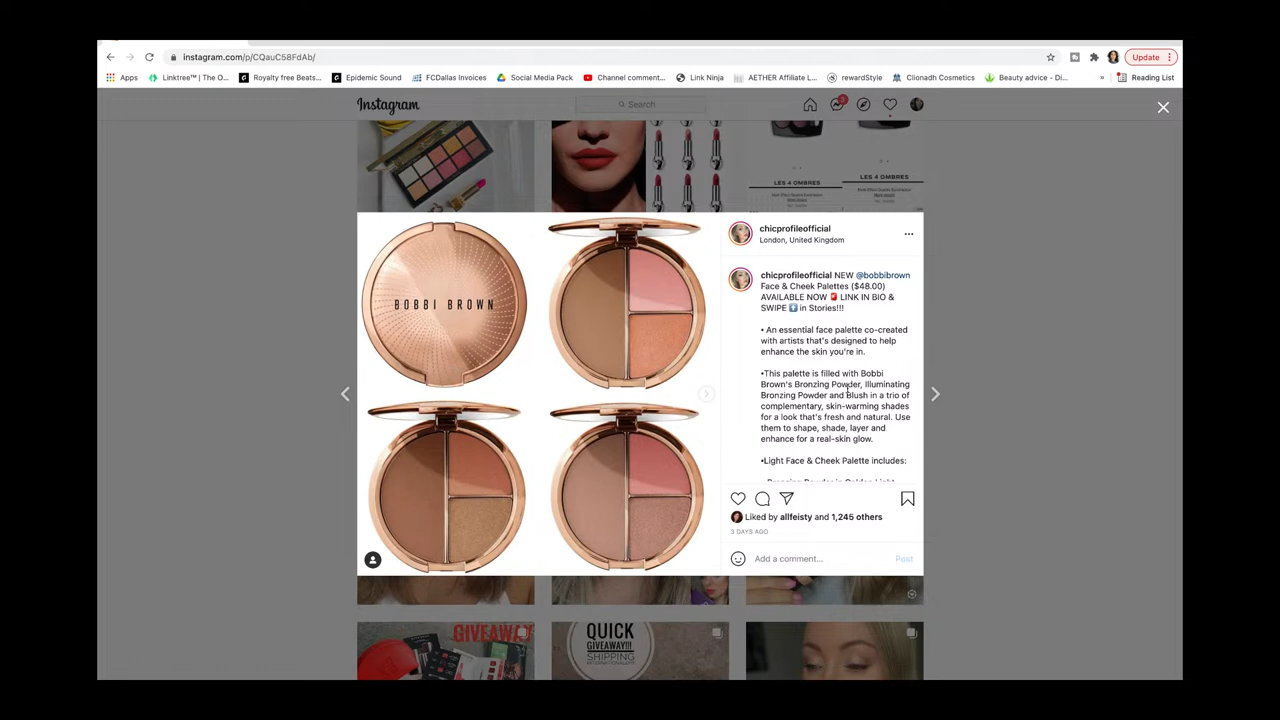 instagram.com/p/CQauC58FdAb/
Update
Apps
Linktree™ | The O...
Royalty free Beats...
Epidemic Sound
FCDallas Invoices
Social Media Pack
Channel comment...
Link Ninja
AETHER Affiliate L...
rewardStyle
Clionadh Cosmetics
Beauty advice - Di...
»
Reading List
Instagram
Search
LES 4 OMBRES
LES 4 OMBRES
BOBBI BROWN
chicprofileofficial
London, United Kingdom
chicprofileofficial NEW @bobbibrown
Face & Cheek Palettes ($48.00)
AVAILABLE NOW 🚨 LINK IN BIO &
SWIPE ⬆️ in Stories!!!
• An essential face palette co-created
with artists that's designed to help
enhance the skin you're in.
•This palette is filled with Bobbi
Brown's Bronzing Powder, Illuminating
Bronzing Powder and Blush in a trio of
complementary, skin-warming shades
for a look that's fresh and natural. Use
them to shape, shade, layer and
enhance for a real-skin glow.
•Light Face & Cheek Palette includes:
Liked by allfeisty and 1,245 others
3 DAYS AGO
Add a comment...
Post
GIVEAWAY
QUICK
GIVEAWAY!!!
SHIPPING
INTERNATIONALLY